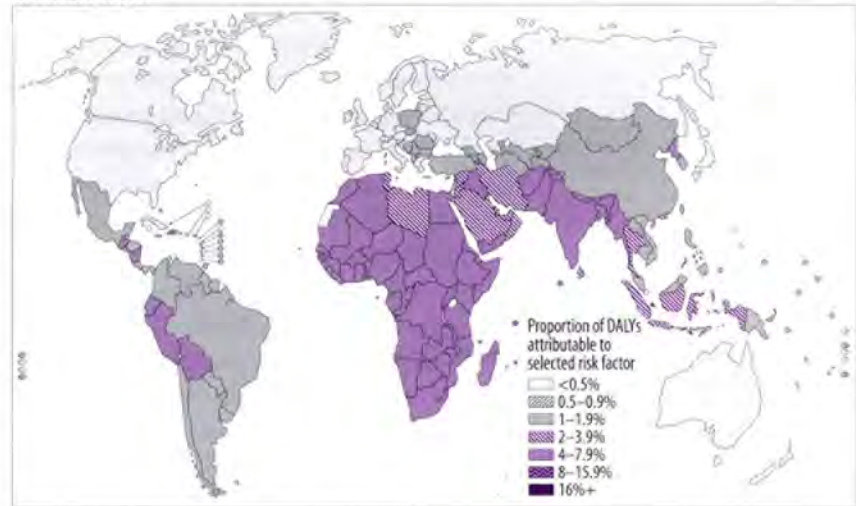 Proportion of DALYs
attributable to
selected risk factor
<0.5%
0.5–0.9%
1–1.9%
2–3.9%
4–7.9%
8–15.9%
16%+